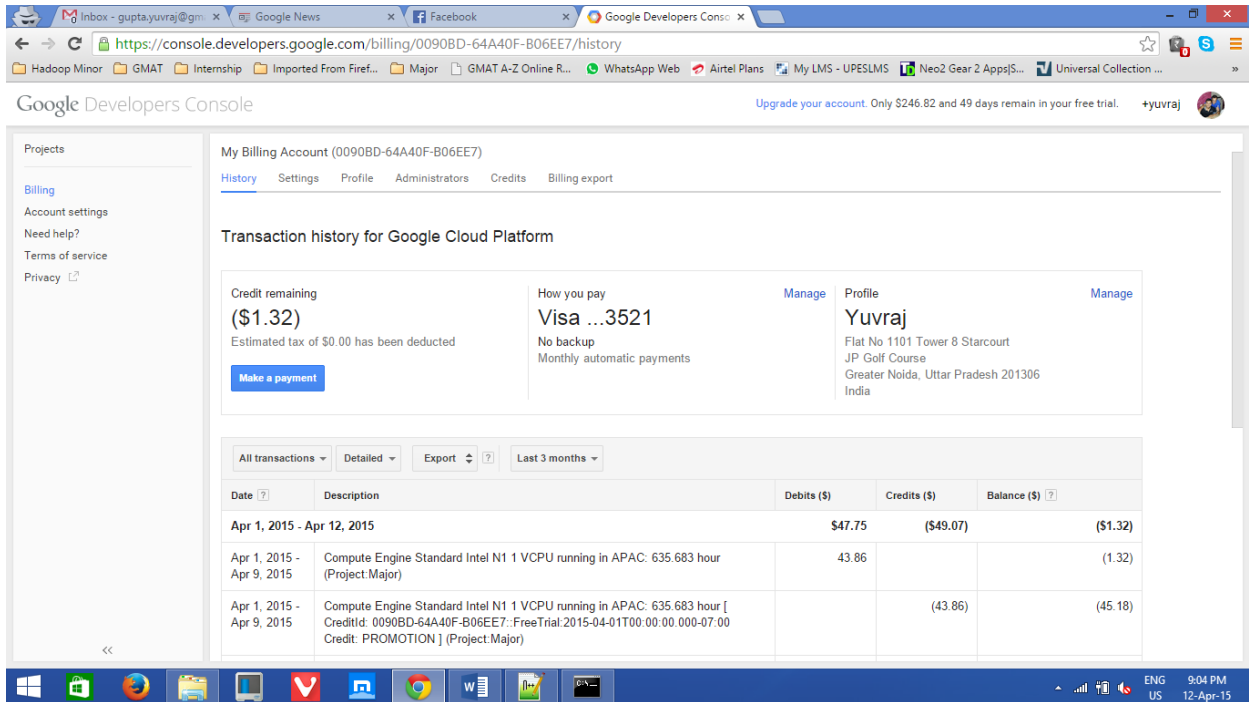 Inbox - gupta.yuvraj@gm
Google News
Facebook
Google Developers Conso
https://console.developers.google.com/billing/0090BD-64A40F-B06EE7/history
Hadoop Minor
GMAT
Internship
Imported From Firef...
Major
GMAT A-Z Online R...
WhatsApp Web
Airtel Plans
My LMS - UPESLMS
Neo2 Gear 2 Apps|S...
Universal Collection ...
Google Developers Console
Upgrade your account. Only $246.82 and 49 days remain in your free trial.
+yuvraj
Projects
Billing
Account settings
Need help?
Terms of service
Privacy
<<
My Billing Account (0090BD-64A40F-B06EE7)
History Settings Profile Administrators Credits Billing export
Transaction history for Google Cloud Platform
Credit remaining
($1.32)
Estimated tax of $0.00 has been deducted
Make a payment
How you pay
Manage
Visa ...3521
No backup
Monthly automatic payments
Profile
Manage
Yuvraj
Flat No 1101 Tower 8 Starcourt
JP Golf Course
Greater Noida, Uttar Pradesh 201306
India
All transactions Detailed Export ? Last 3 months
Date ? Description Debits ($) Credits ($) Balance ($) ?
Apr 1, 2015 - Apr 12, 2015 $47.75 ($49.07) ($1.32)
Apr 1, 2015 - Compute Engine Standard Intel N1 1 VCPU running in APAC: 635.683 hour 43.86 (1.32)
Apr 9, 2015 (Project:Major)
Apr 1, 2015 - Compute Engine Standard Intel N1 1 VCPU running in APAC: 635.683 hour [ (43.86) (45.18)
Apr 9, 2015 CreditId: 0090BD-64A40F-B06EE7::FreeTrial:2015-04-01T00:00:00.000-07:00
Credit: PROMOTION ] (Project:Major)
ENG
US
9:04 PM
12-Apr-15